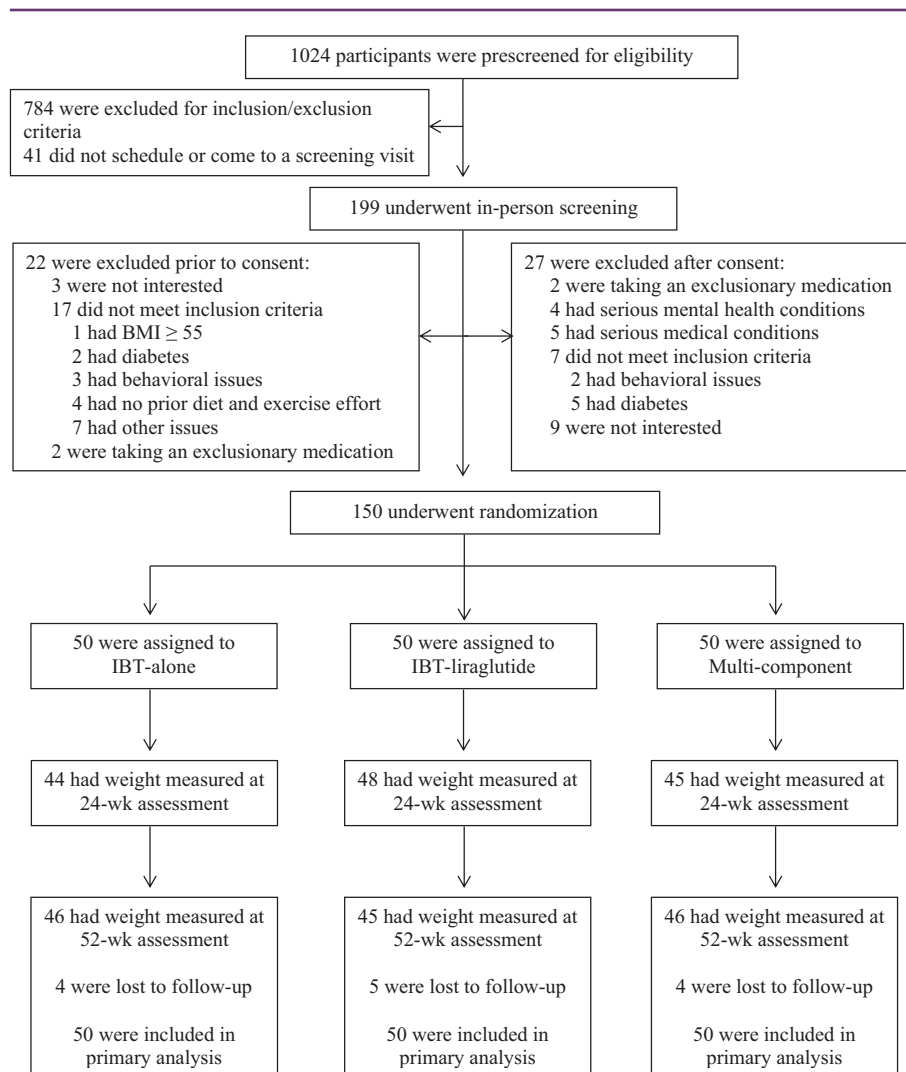 1024 participants were prescreened for eligibility
784 were excluded for inclusion/exclusion
criteria
41 did not schedule or come to a screening visit
199 underwent in-person screening
22 were excluded prior to consent:
3 were not interested
17 did not meet inclusion criteria
1 had BMI ≥ 55
2 had diabetes
3 had behavioral issues
4 had no prior diet and exercise effort
7 had other issues
2 were taking an exclusionary medication
27 were excluded after consent:
2 were taking an exclusionary medication
4 had serious mental health conditions
5 had serious medical conditions
7 did not meet inclusion criteria
2 had behavioral issues
5 had diabetes
9 were not interested
150 underwent randomization
50 were assigned to
IBT-alone
50 were assigned to
IBT-liraglutide
50 were assigned to
Multi-component
44 had weight measured at
24-wk assessment
48 had weight measured at
24-wk assessment
45 had weight measured at
24-wk assessment
46 had weight measured at
52-wk assessment
4 were lost to follow-up
50 were included in
primary analysis
45 had weight measured at
52-wk assessment
5 were lost to follow-up
50 were included in
primary analysis
46 had weight measured at
52-wk assessment
4 were lost to follow-up
50 were included in
primary analysis